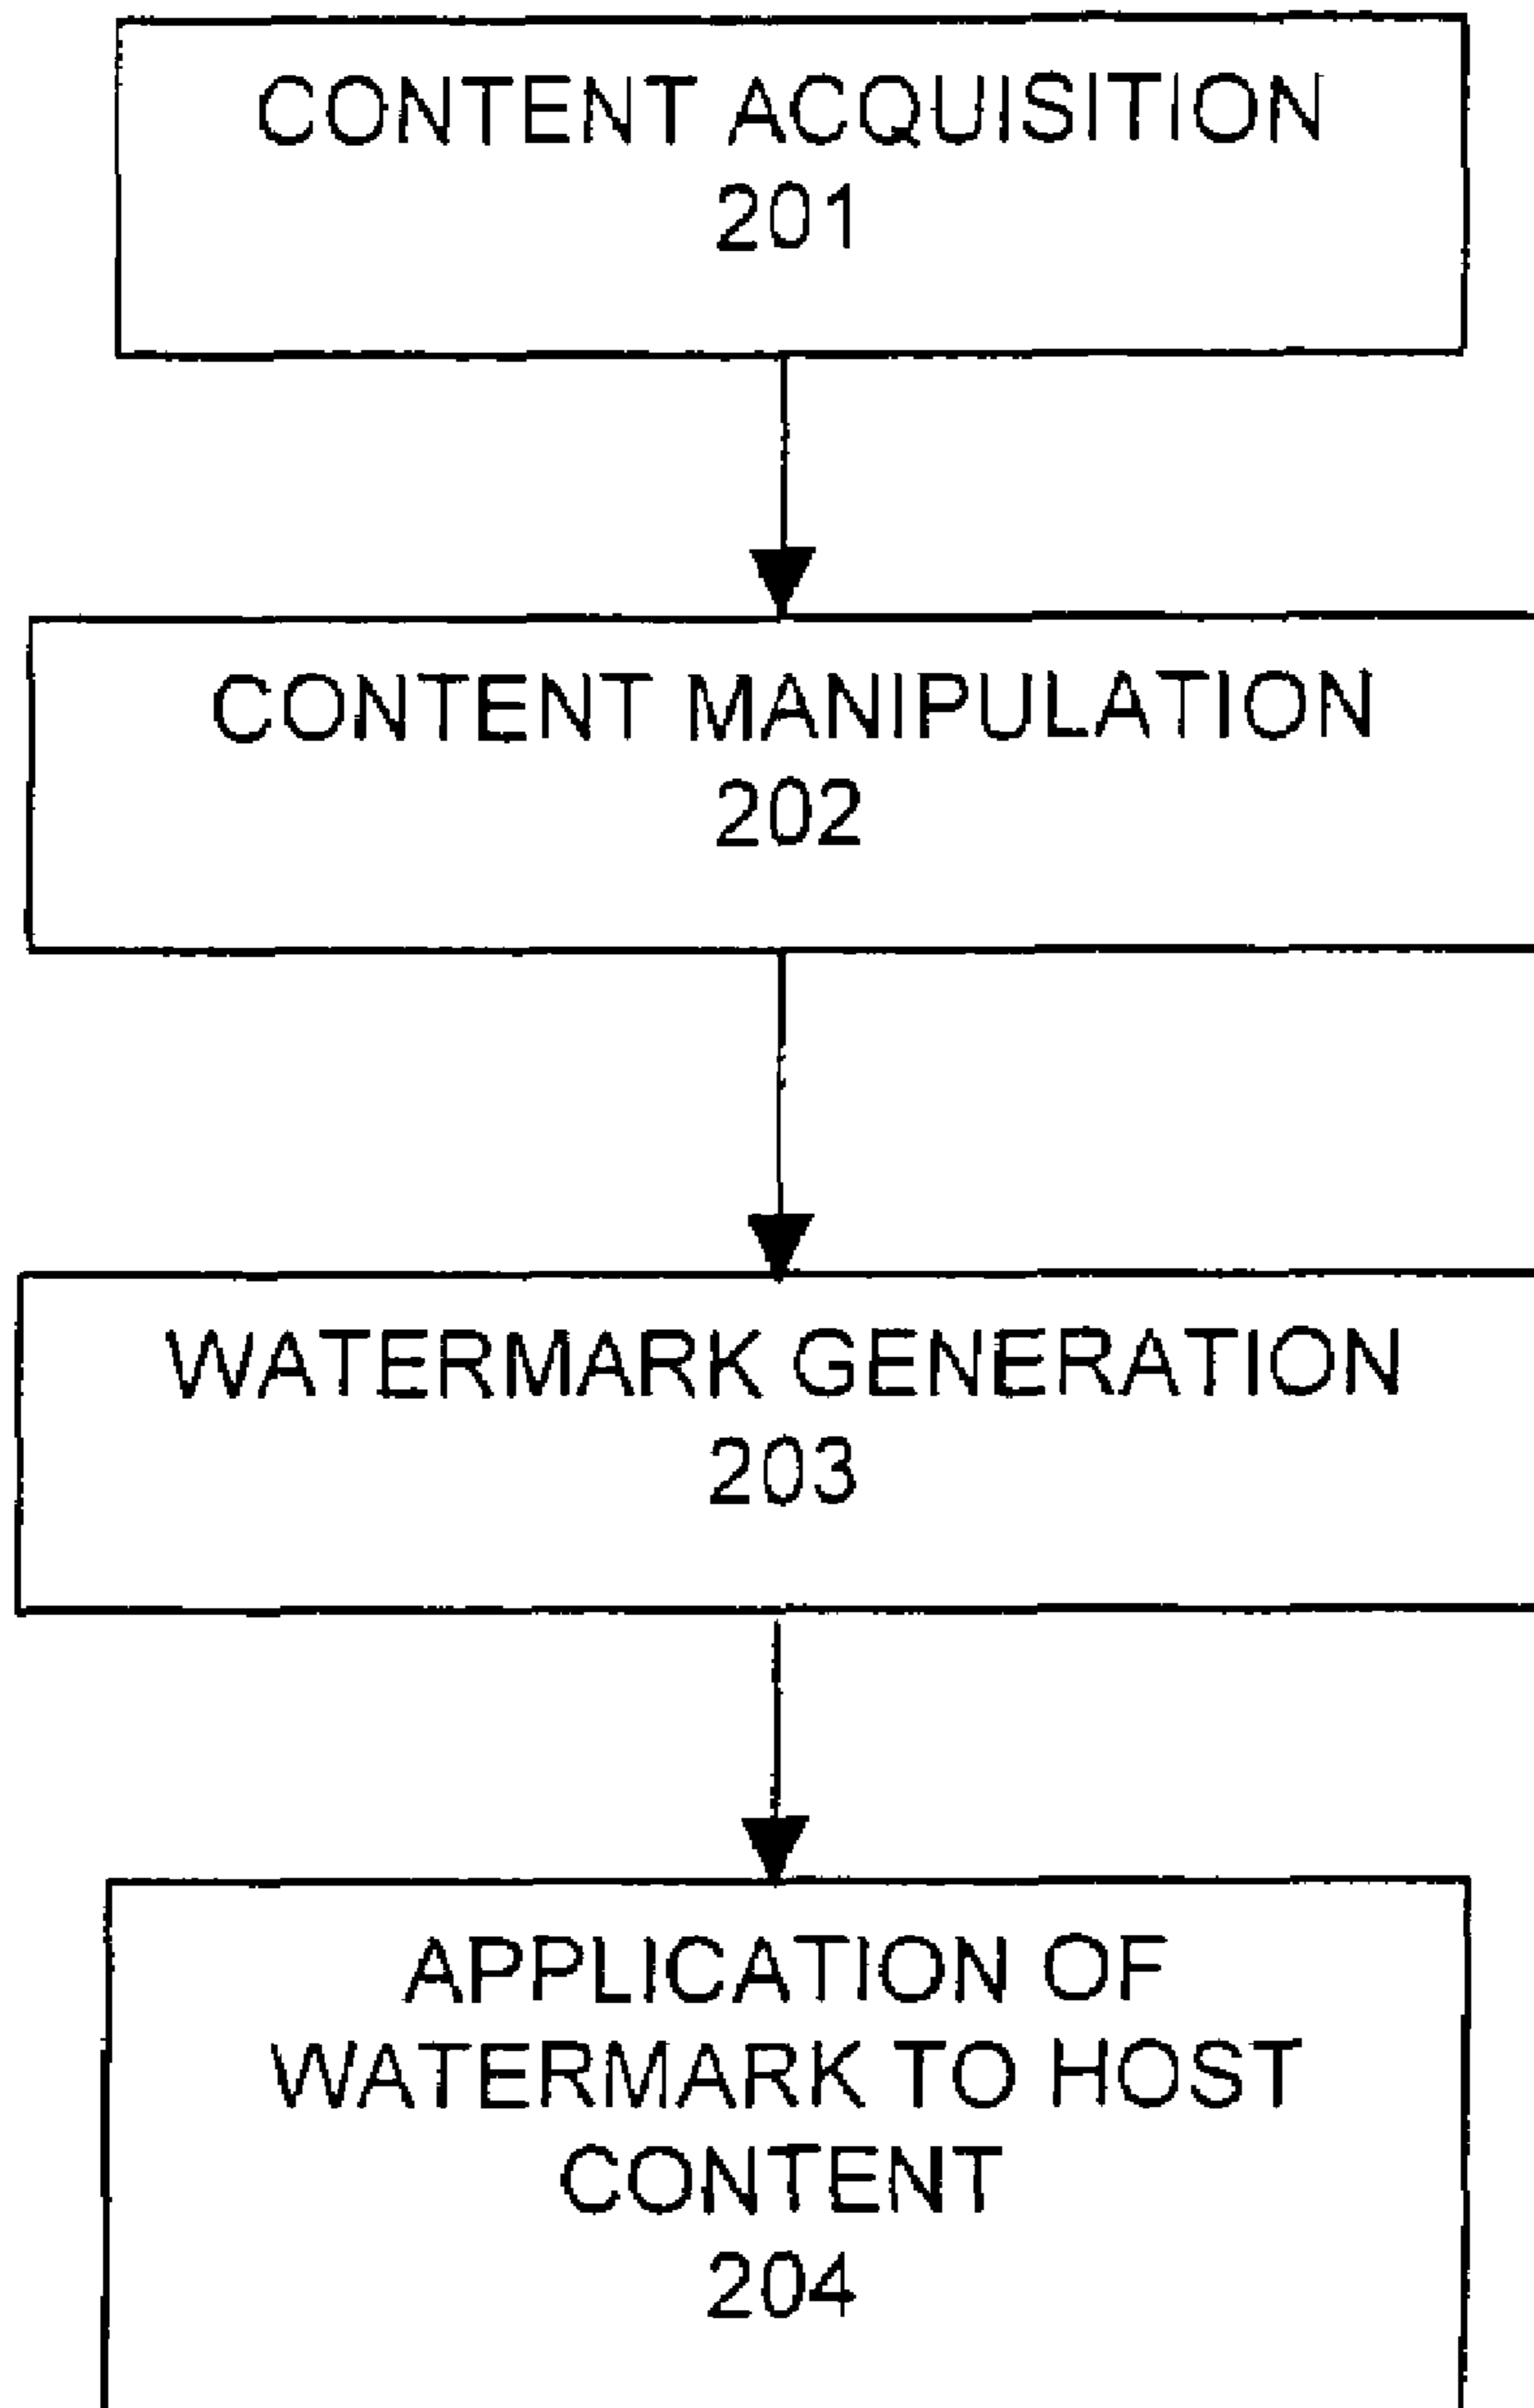 CONTENT ACQUISITION
201
CONTENT MANIPULATION
202
WATERMARK GENERATION
203
APPLICATION OF
WATERMARK TO HOST
CONTENT
204